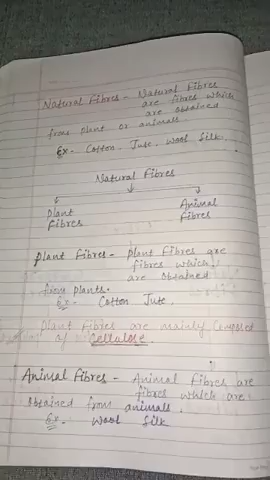 Natural Fibres - Natural Fibres
are fibres which
are obtained
from plant or animals.
Ex. Cotton, Jute, Wool Silk.
Natural Fibres
Plant Animal
Fibres Fibres
Plant Fibres - Plant Fibres are
fibres which
are obtained
from plants.
Ex - Cotton Jute,
Plant Fibres are mainly Composed
of Cellulose
Animal Fibres - Animal Fibres are
fibres which are
obtained from animals.
Ex. Wool Silk